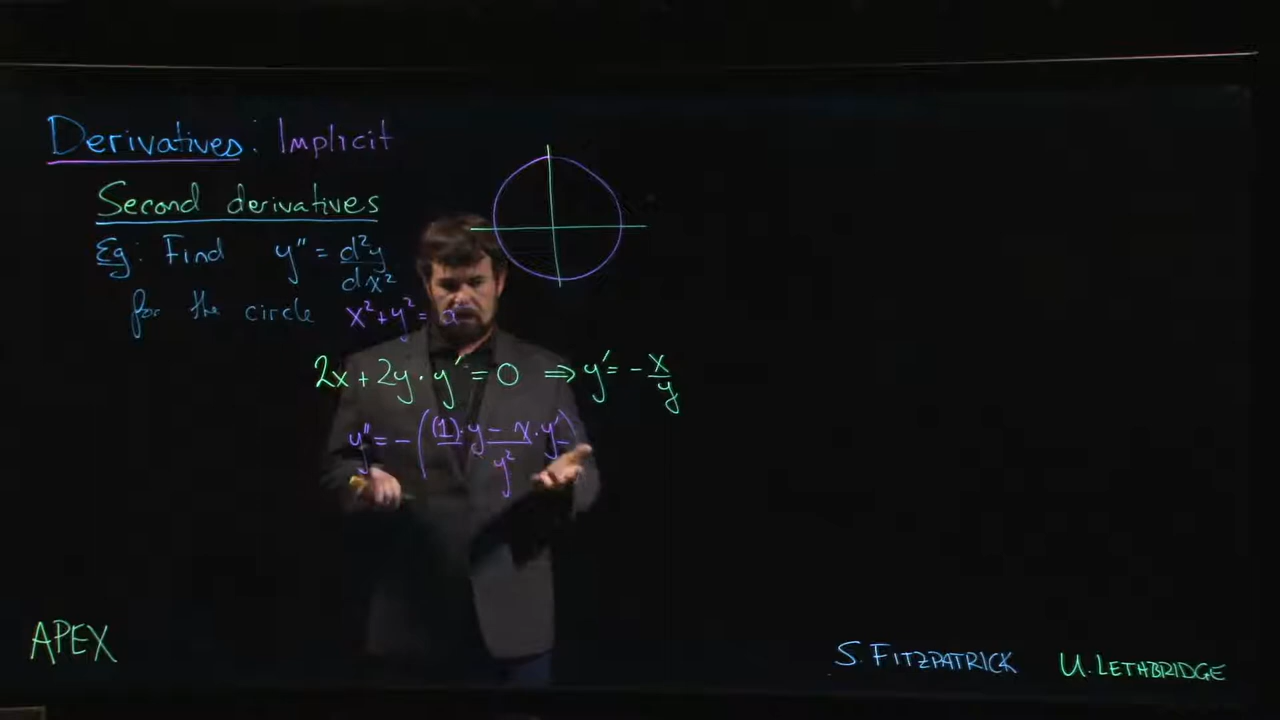 Derivatives: Implicit
Second derivatives
Eg: Find y'' = d²y/dx²
for the circle x² + y² = a
2x + 2y · y' = 0 ⇒ y' = -x/y
y'' = -((1)·y - x·y'/y²)
APEX
S. FITZPATRICK U. LETHBRIDGE